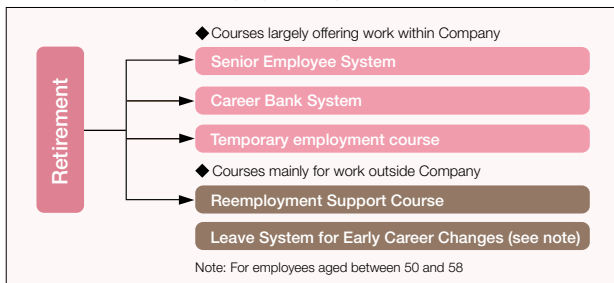 Retirement
◆ Courses largely offering work within Company
Senior Employee System
Career Bank System
Temporary employment course
◆ Courses mainly for work outside Company
Reemployment Support Course
Leave System for Early Career Changes (see note)
Note: For employees aged between 50 and 58